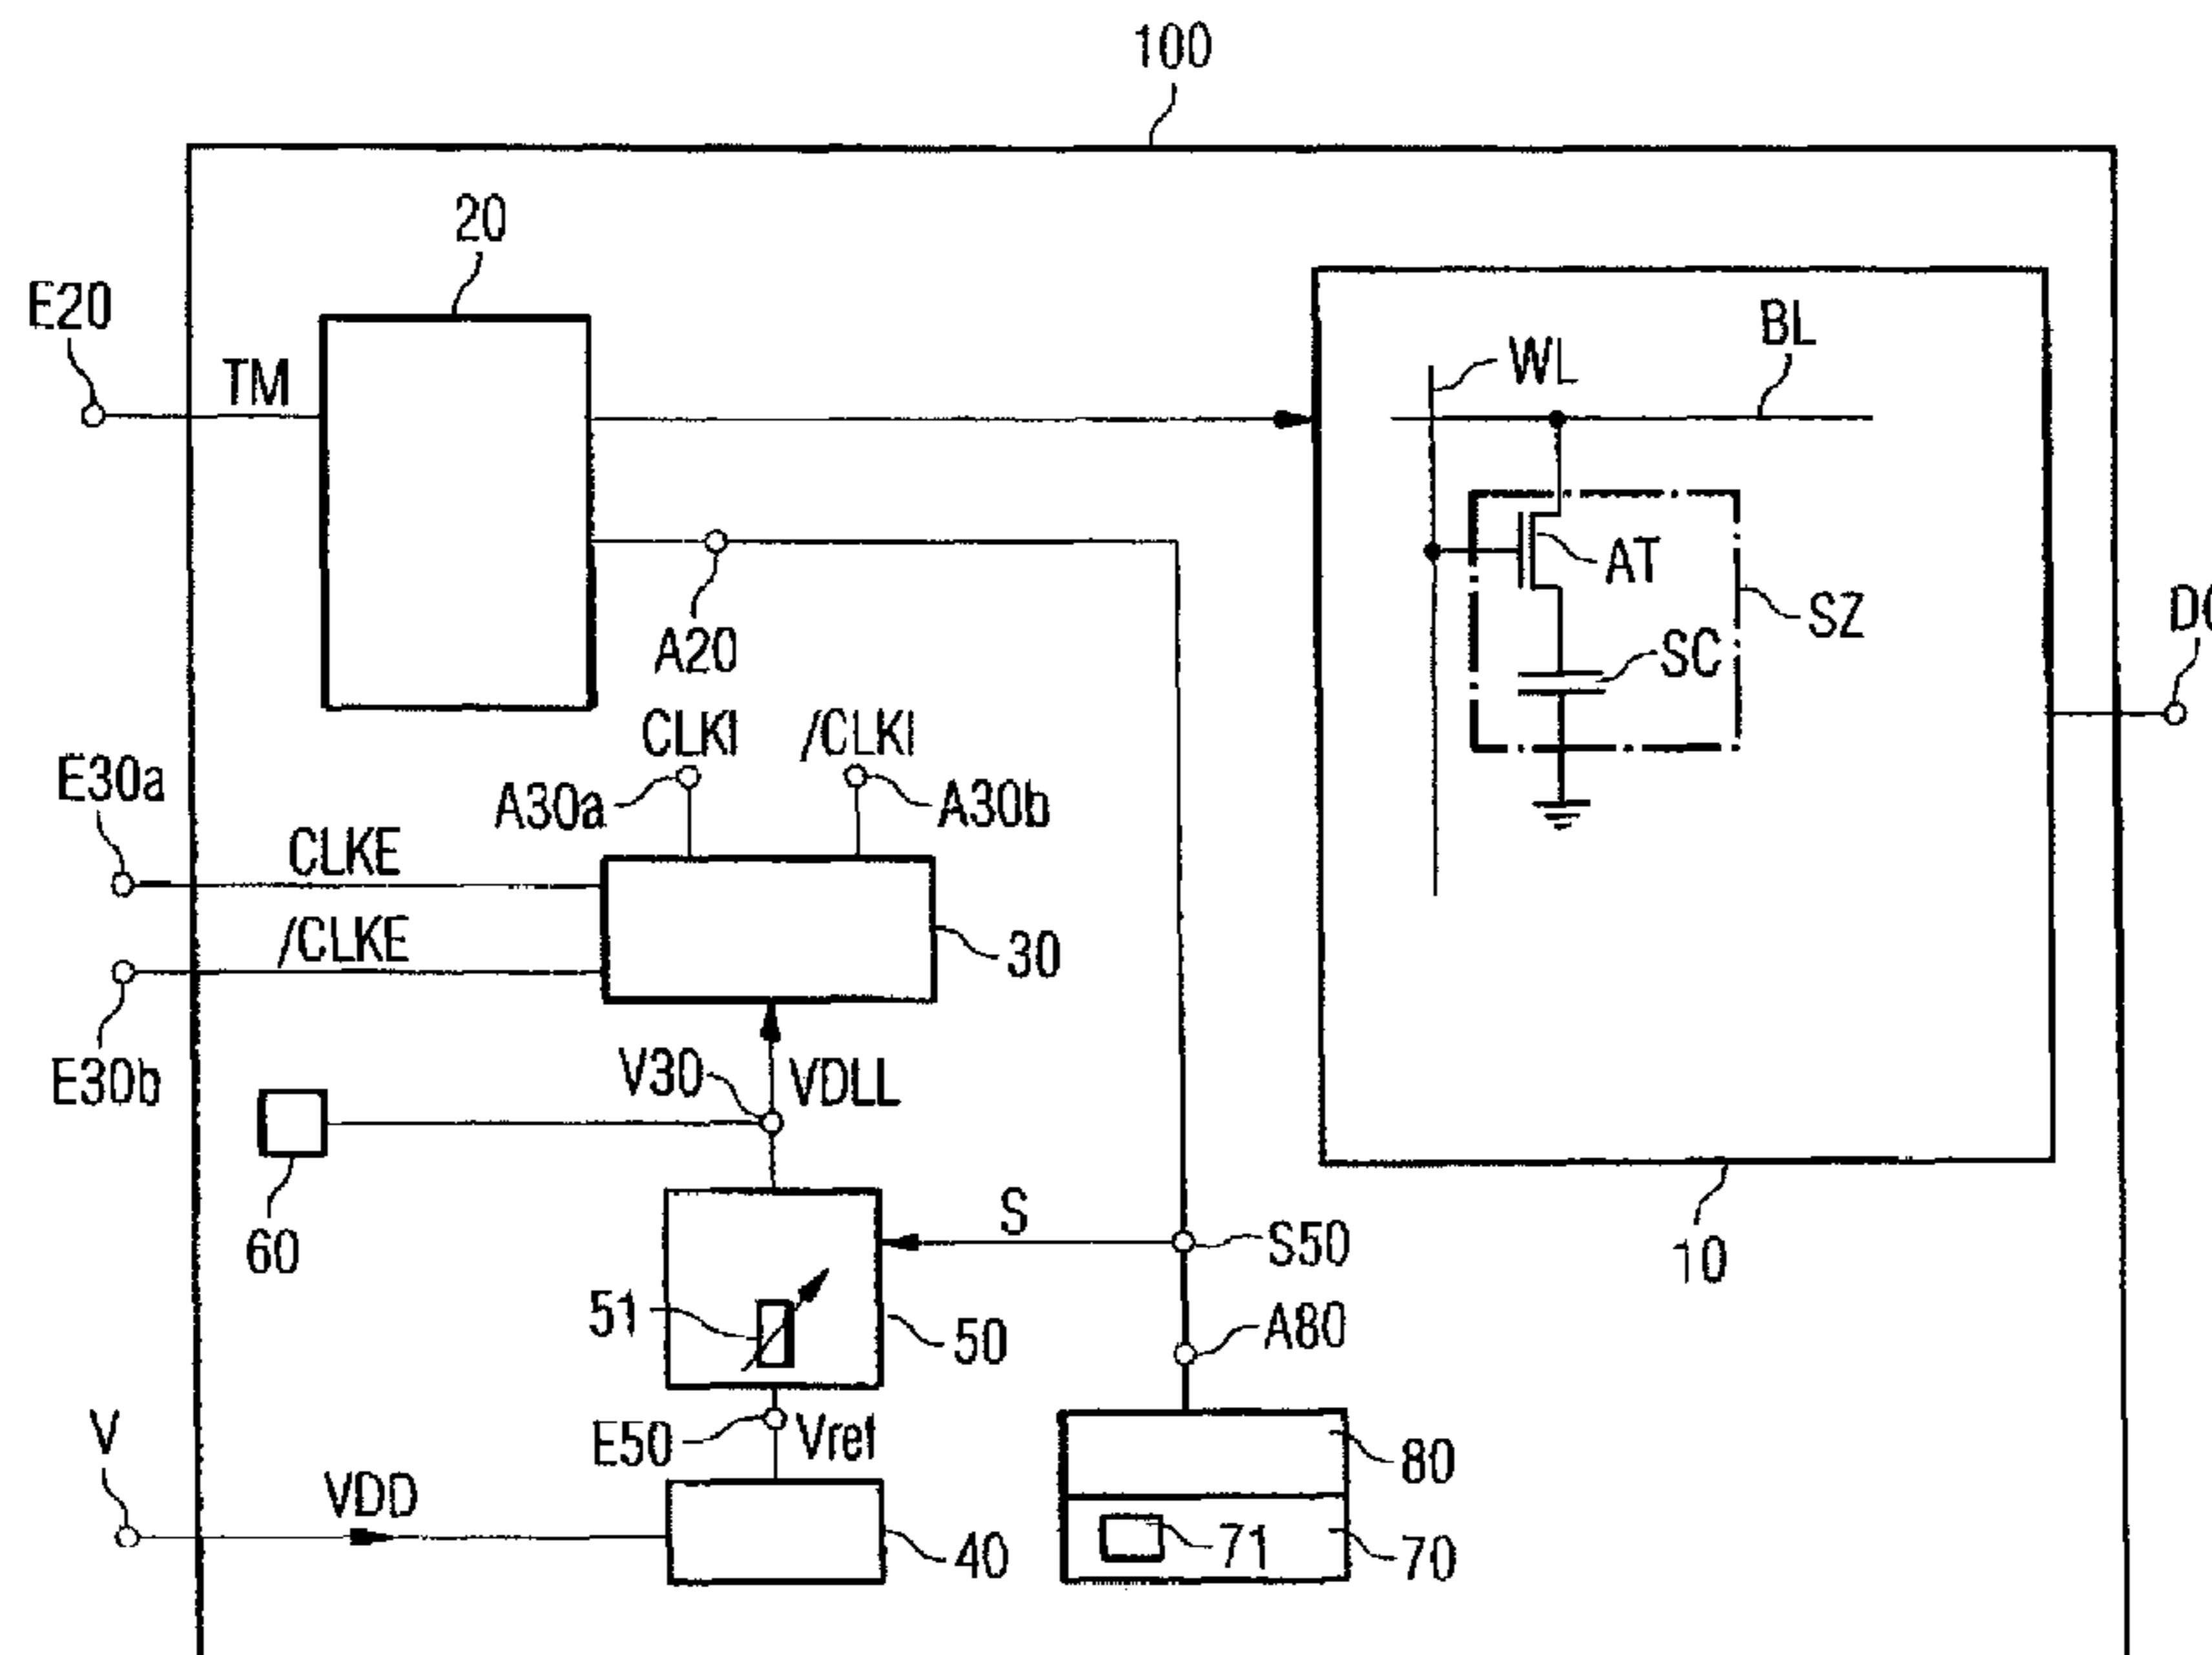 100
20
E20
TM
BL
WL
AT
SZ
SC
A20
CLKI
/CLKI
E30a
A30a
A30b
CLKE
/CLKE
30
E30b
V30
VDLL
60
S
S50
10
51
50
A80
V
E50
Vref
80
VDD
40
71
70